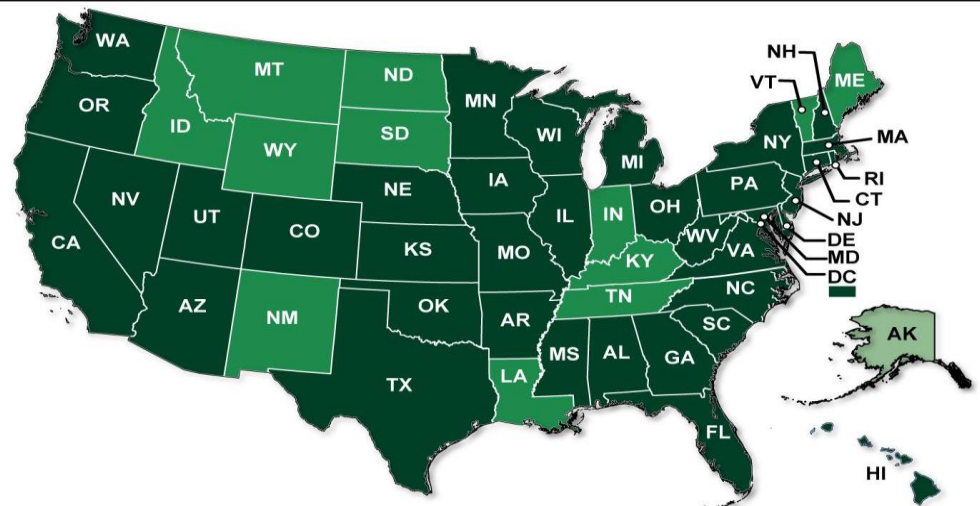 WA
MT
ND
MN
OR
ID
SD
WY
WI
MI
NY
VT
NH
ME
MA
RI
CT
NJ
DE
MD
DC
NV
UT
NE
IA
IL
IN
OH
PA
CA
CO
KS
MO
KY
WV
VA
AZ
NM
OK
AR
TN
NC
SC
TX
LA
MS
AL
GA
FL
AK
HI